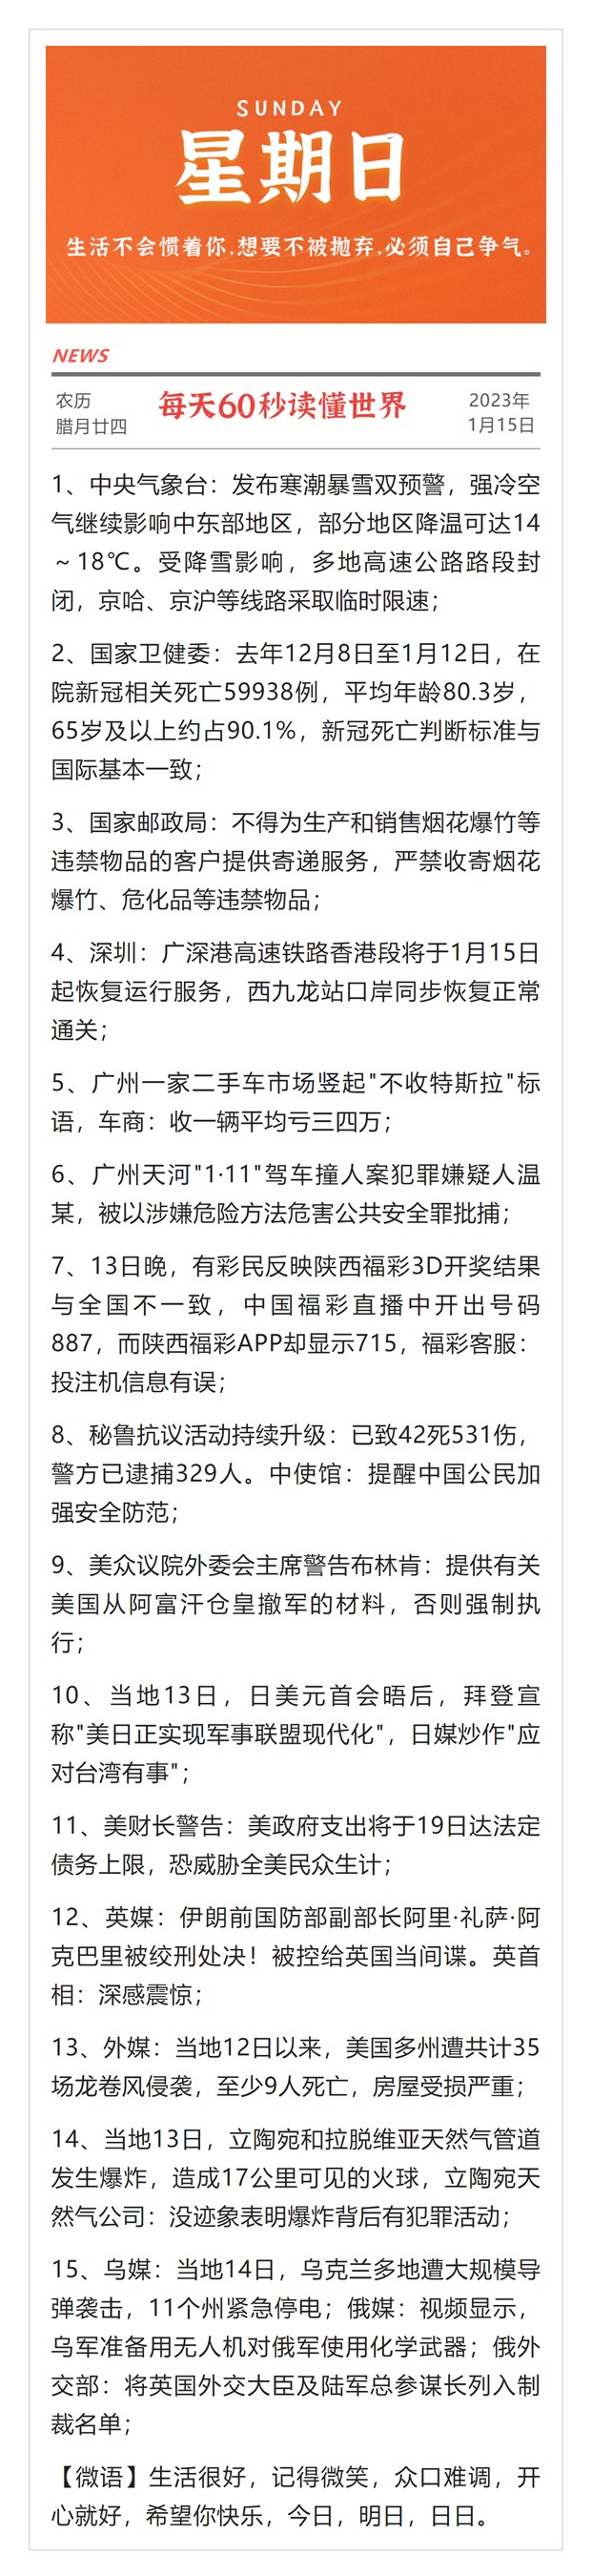 SUNDAY
星期日
生活不会惯着你,想要不被抛弃,必须自己争气。
NEWS
农历
腊月廿四
每天60秒读懂世界
2023年
1月15日
1、中央气象台：发布寒潮暴雪双预警，强冷空
气继续影响中东部地区，部分地区降温可达14
～18℃。受降雪影响，多地高速公路路段封
闭，京哈、京沪等线路采取临时限速；
2、国家卫健委：去年12月8日至1月12日，在
院新冠相关死亡59938例，平均年龄80.3岁，
65岁及以上约占90.1%，新冠死亡判断标准与
国际基本一致；
3、国家邮政局：不得为生产和销售烟花爆竹等
违禁物品的客户提供寄递服务，严禁收寄烟花
爆竹、危化品等违禁物品；
4、深圳：广深港高速铁路香港段将于1月15日
起恢复运行服务，西九龙站口岸同步恢复正常
通关；
5、广州一家二手车市场竖起"不收特斯拉"标
语，车商：收一辆平均亏三四万；
6、广州天河"1·11"驾车撞人案犯罪嫌疑人温
某，被以涉嫌危险方法危害公共安全罪批捕；
7、13日晚，有彩民反映陕西福彩3D开奖结果
与全国不一致，中国福彩直播中开出号码
887，而陕西福彩APP却显示715，福彩客服：
投注机信息有误；
8、秘鲁抗议活动持续升级：已致42死531伤，
警方已逮捕329人。中使馆：提醒中国公民加
强安全防范；
9、美众议院外委会主席警告布林肯：提供有关
美国从阿富汗仓皇撤军的材料，否则强制执
行；
10、当地13日，日美元首会晤后，拜登宣
称"美日正实现军事联盟现代化"，日媒炒作"应
对台湾有事"；
11、美财长警告：美政府支出将于19日达法定
债务上限，恐威胁全美民众生计；
12、英媒：伊朗前国防部副部长阿里·礼萨·阿
克巴里被绞刑处决！被控给英国当间谍。英首
相：深感震惊；
13、外媒：当地12日以来，美国多州遭共计35
场龙卷风侵袭，至少9人死亡，房屋受损严重；
14、当地13日，立陶宛和拉脱维亚天然气管道
发生爆炸，造成17公里可见的火球，立陶宛天
然气公司：没迹象表明爆炸背后有犯罪活动；
15、乌媒：当地14日，乌克兰多地遭大规模导
弹袭击，11个州紧急停电；俄媒：视频显示，
乌军准备用无人机对俄军使用化学武器；俄外
交部：将英国外交大臣及陆军总参谋长列入制
裁名单；
【微语】生活很好，记得微笑，众口难调，开
心就好，希望你快乐，今日，明日，日日。